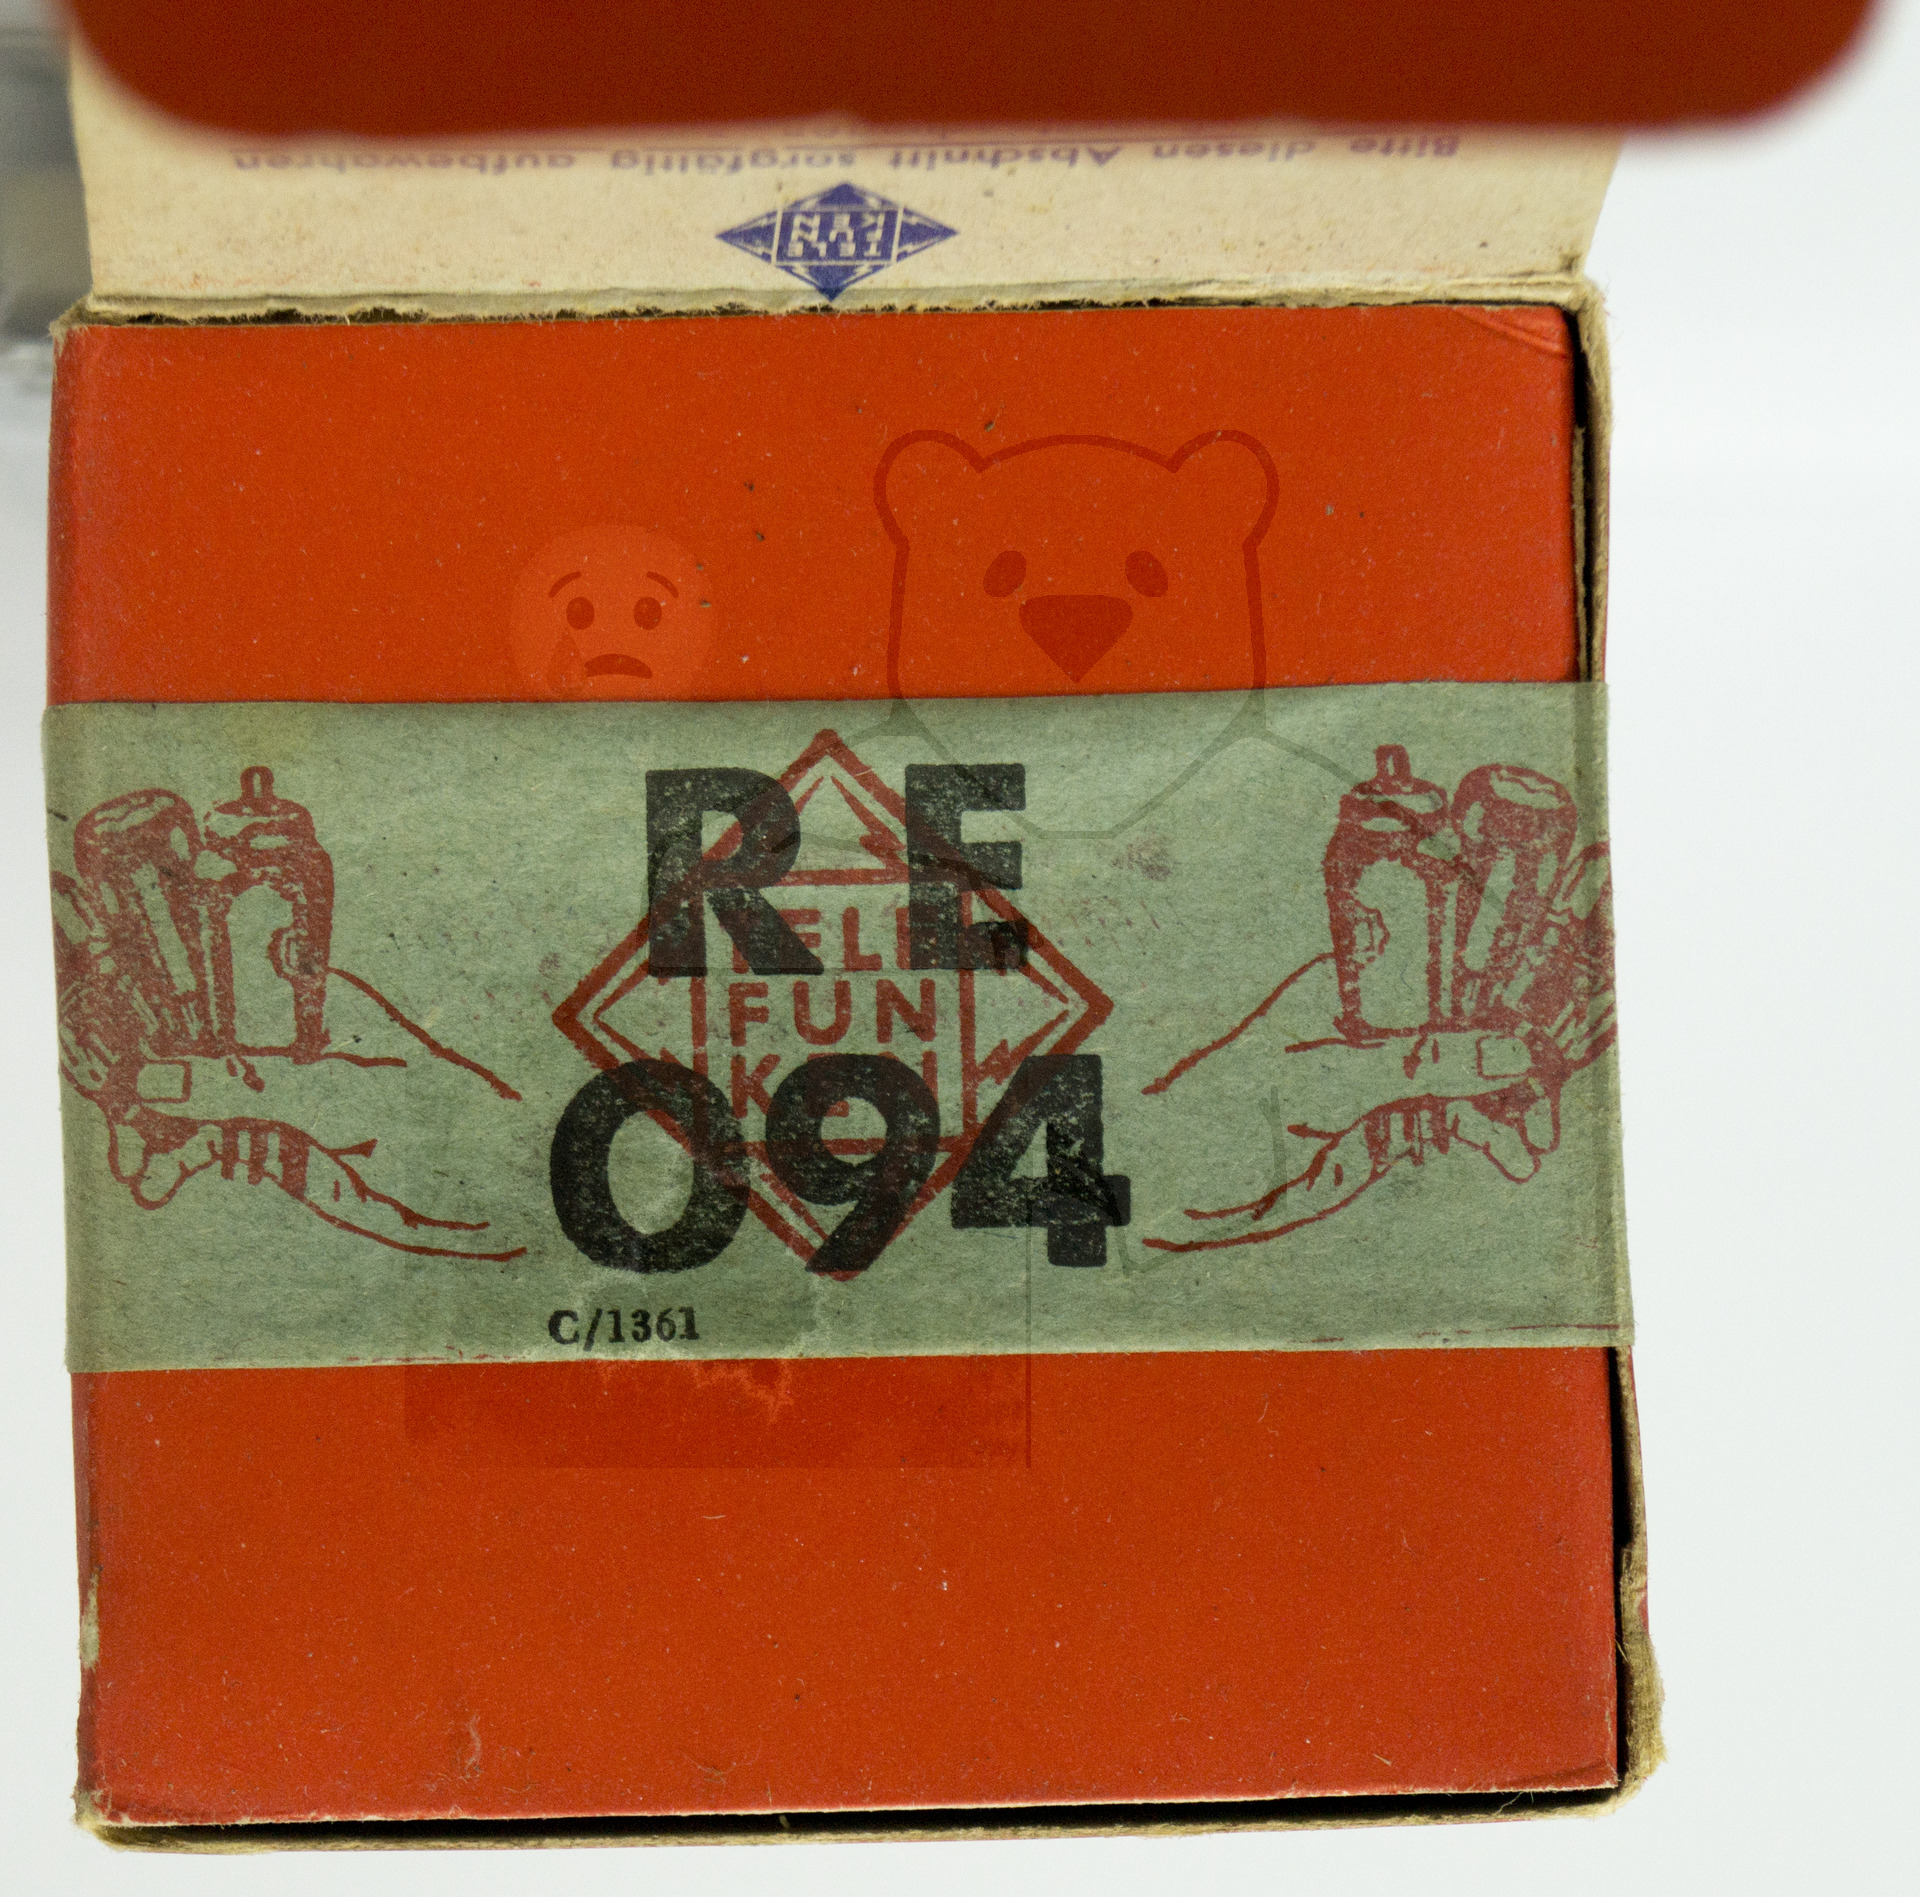 Bitte diesen Abschnitt sorgfältig aufbewahren
TELE
FUN
KEN
RE
TELE
FUN
KEN
094
C/1361